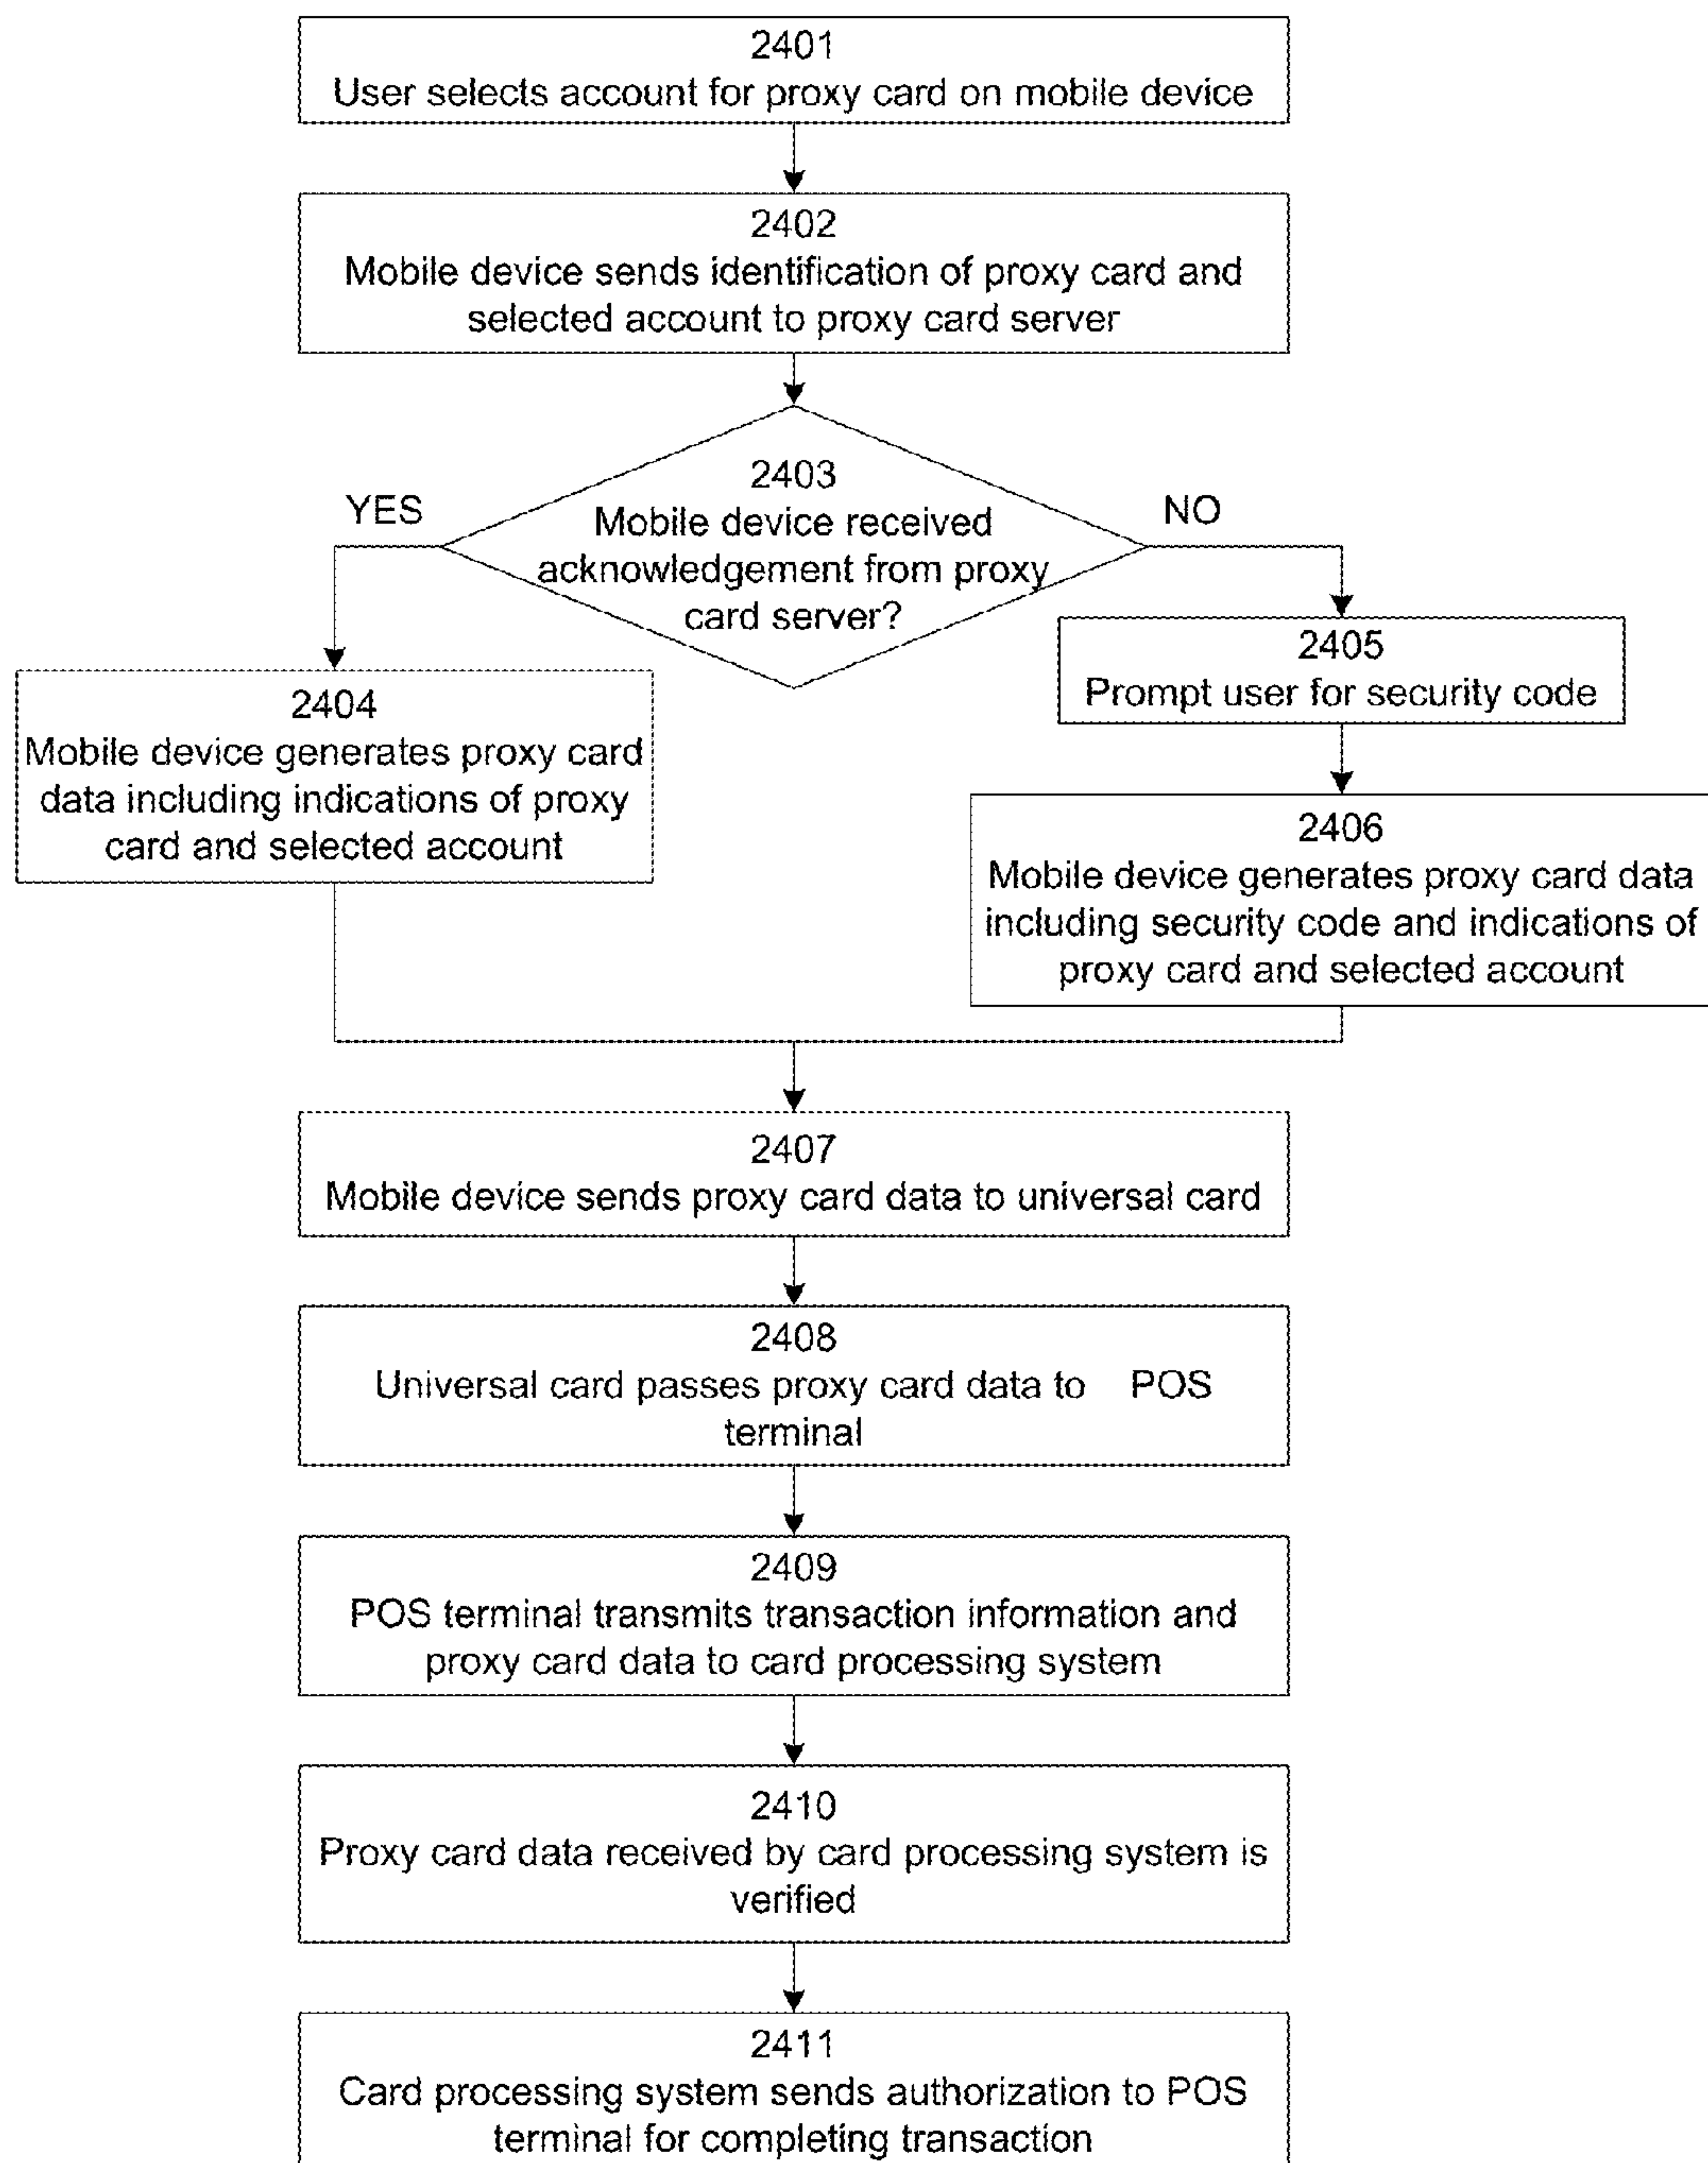 2401
User selects account for proxy card on mobile device
2402
Mobile device sends identification of proxy card and
selected account to proxy card server
2403
Mobile device received
acknowledgement from proxy
card server?
YES
NO
2404
Mobile device generates proxy card
data including indications of proxy
card and selected account
2405
Prompt user for security code
2406
Mobile device generates proxy card data
including security code and indications of
proxy card and selected account
2407
Mobile device sends proxy card data to universal card
2408
Universal card passes proxy card data to POS
terminal
2409
POS terminal transmits transaction information and
proxy card data to card processing system
2410
Proxy card data received by card processing system is
verified
2411
Card processing system sends authorization to POS
terminal for completing transaction